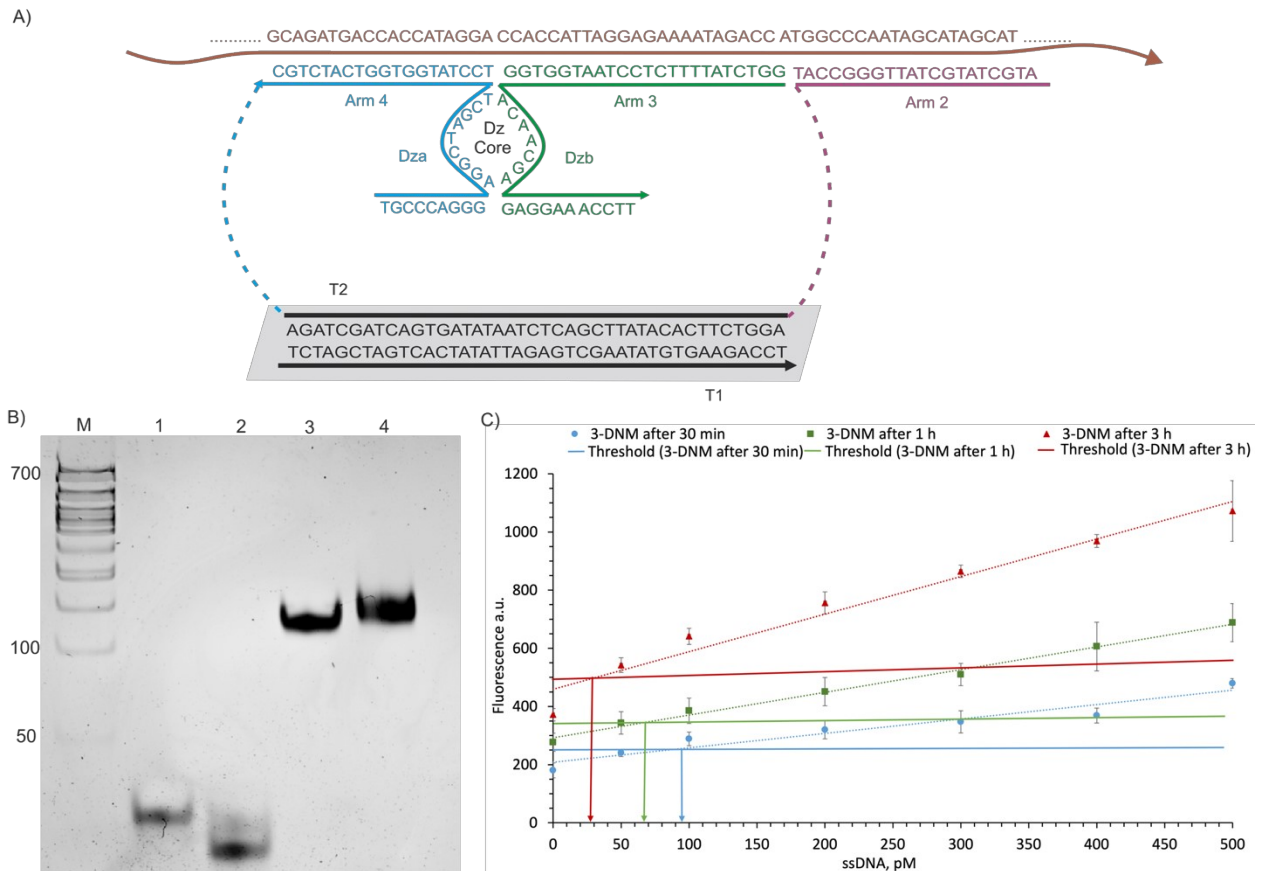 A)
GCAGATGACCACCATAGGA CCACCATTAGGAGAAAATAGACC ATGGCCCAATAGCATAGCAT
CGTCTACTGGTGGTATCCT GGTGGTAATCCTCTTTTATCTGG TACCGGGTTATCGTATCGTA
Arm 4 Arm 3 Arm 2
TCGATCGGA ACAACGA
Dz
Core
Dza Dzb
TGCCCAGGG GAGGAA ACCTT
T2
AGATCGATCAGTGATATAATCTCAGCTTATACACTTCTGGA
TCTAGCTAGTCACTATATTAGAGTCGAATATGTGAAGACCT
T1
B)
M 1 2 3 4
700
100
50
C)
3-DNM after 30 min 3-DNM after 1 h 3-DNM after 3 h
Threshold (3-DNM after 30 min) Threshold (3-DNM after 1 h) Threshold (3-DNM after 3 h)
1200
1000
800
600
400
200
0
Fluorescence a.u.
0 50 100 150 200 250 300 350 400 450 500
ssDNA, pM